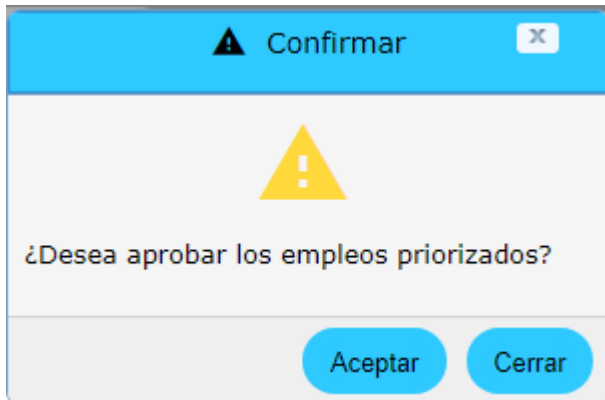 Confirmar
x
¿Desea aprobar los empleos priorizados?
Aceptar
Cerrar